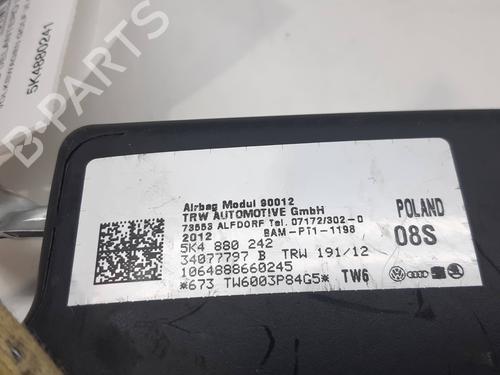 5K4880241
Airbag Modul 90012
TRW AUTOMOTIVE GmbH
73553 ALFDORF Tel. 07172/302-0
2012 BAM-PT1-1198
5K4 880 242
34077797 B TRW 191/12
1064888660245
*673 TW6003P84G5* TW6
POLAND
08S